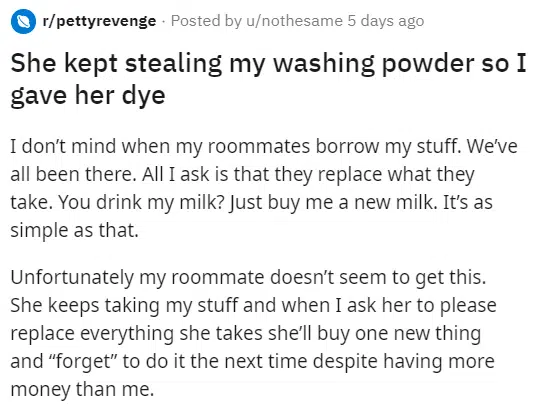 r/pettyrevenge · Posted by u/nothesame 5 days ago
She kept stealing my washing powder so I
gave her dye
I don’t mind when my roommates borrow my stuff. We’ve
all been there. All I ask is that they replace what they
take. You drink my milk? Just buy me a new milk. It’s as
simple as that.
Unfortunately my roommate doesn’t seem to get this.
She keeps taking my stuff and when I ask her to please
replace everything she takes she’ll buy one new thing
and “forget” to do it the next time despite having more
money than me.